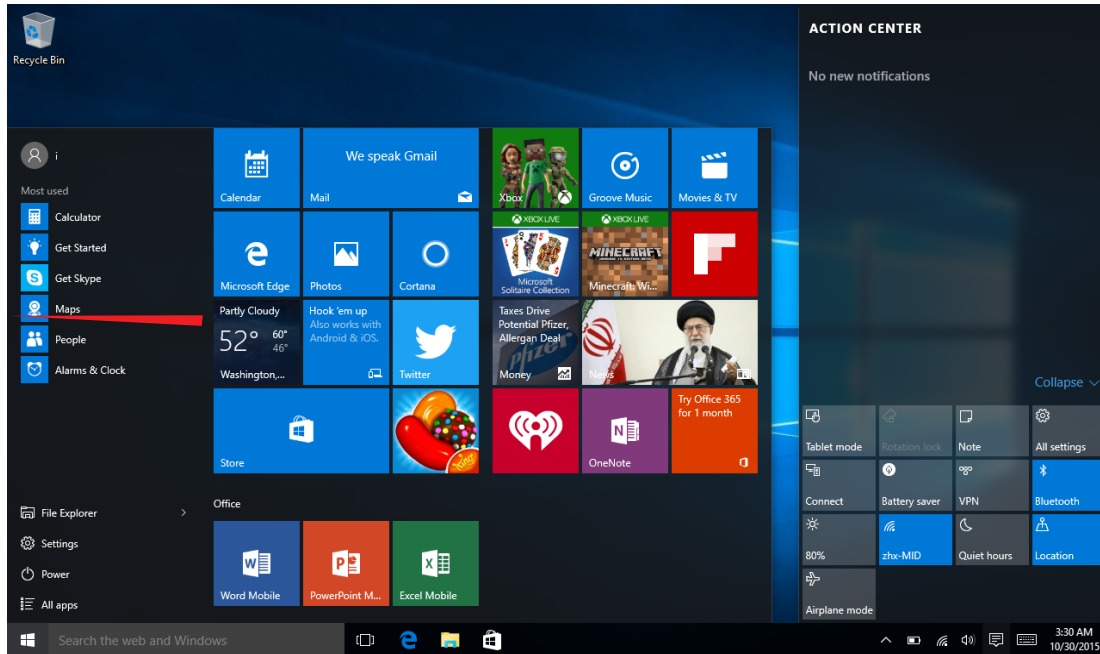 Recycle Bin
ACTION CENTER
No new notifications
i
Most used
Calculator
Get Started
Get Skype
Maps
People
Alarms & Clock
File Explorer
Settings
Power
All apps
Calendar
We speak Gmail
Mail
Xbox
Groove Music
Movies & TV
Microsoft Edge
Photos
Cortana
XBOX LIVE
Microsoft
Solitaire Collection
XBOX LIVE
MINECRAFT
Minecraft: Wi...
Partly Cloudy
52° 60°
46°
Washington,...
Hook 'em up
Also works with
Android & iOS.
Twitter
Taxes Drive
Potential Pfizer,
Allergan Deal
Pfizer
Money
News
Store
King
OneNote
Try Office 365
for 1 month
Office
Word Mobile
PowerPoint M...
Excel Mobile
Collapse
Tablet mode
Rotation lock
Note
All settings
Connect
Battery saver
VPN
Bluetooth
80%
zhx-MID
Quiet hours
Location
Airplane mode
Search the web and Windows
3:30 AM
10/30/2015